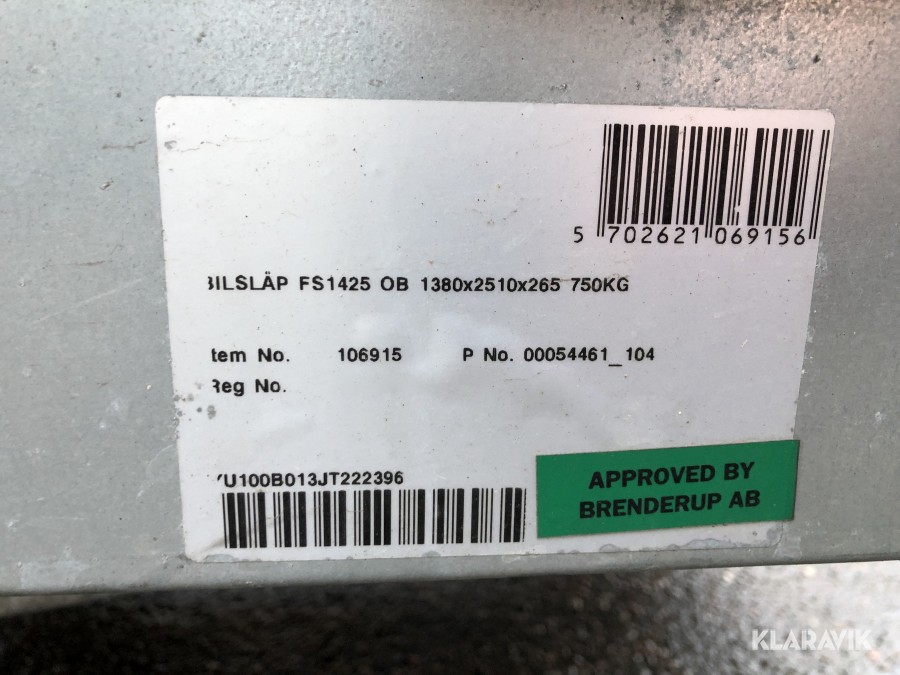 5 702621 069156
BILSLÄP FS1425 OB 1380x2510x265 750KG
Item No. 106915 P No. 00054461_104
Reg No.
YU100B013JT222396
APPROVED BY
BRENDERUP AB
KLARAVIK